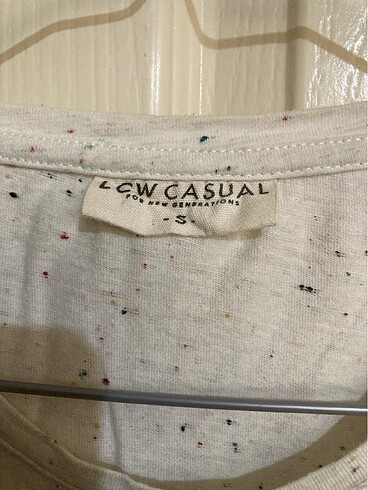 LCW CASUAL
FOR NEW GENERATIONS
- S -